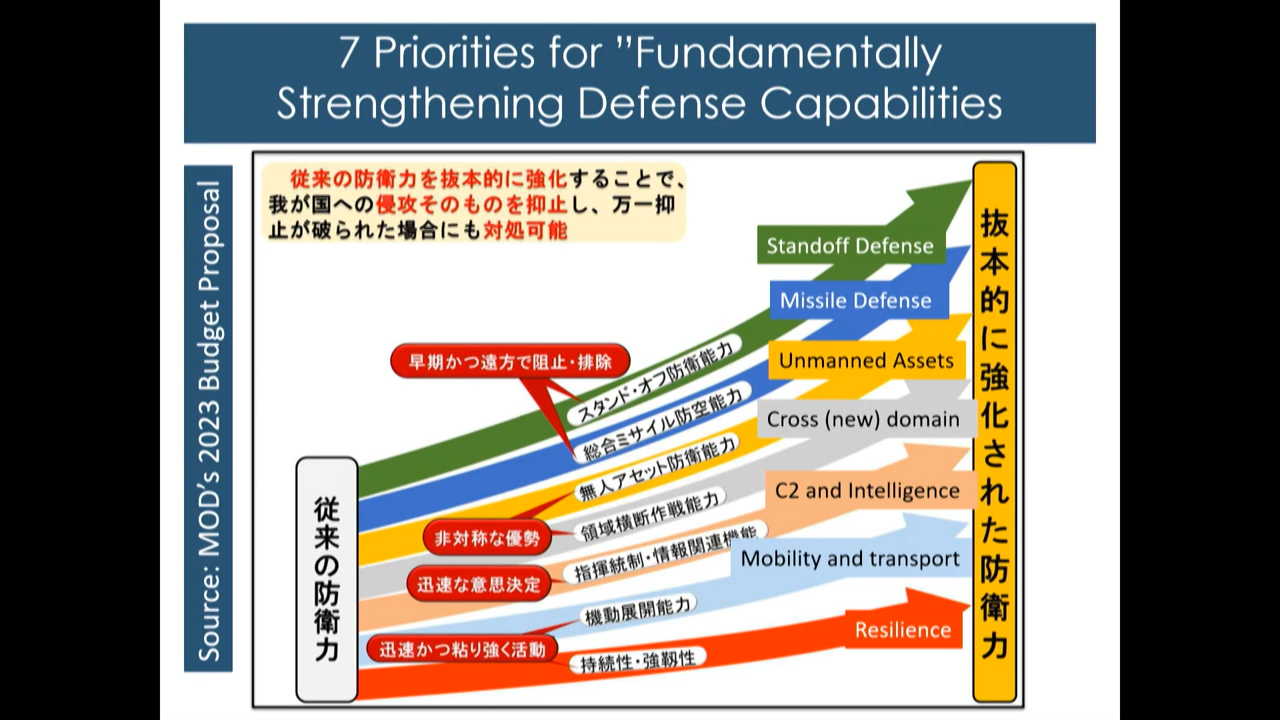 7 Priorities for ”Fundamentally
Strengthening Defense Capabilities
Source: MOD’s 2023 Budget Proposal
従来の防衛力を抜本的に強化することで、
我が国への侵攻そのものを抑止し、万一抑
止が破られた場合にも対処可能
Standoff Defense
Missile Defense
Unmanned Assets
Cross (new) domain
C2 and Intelligence
Mobility and transport
Resilience
早期かつ遠方で阻止・排除
スタンド・オフ防衛能力
総合ミサイル防空能力
無人アセット防衛能力
非対称な優勢
領域横断作戦能力
迅速な意思決定
指揮統制・情報関連機能
機動展開能力
迅速かつ粘り強く活動
持続性・強靱性
従来の防衛力
抜本的に強化された防衛力